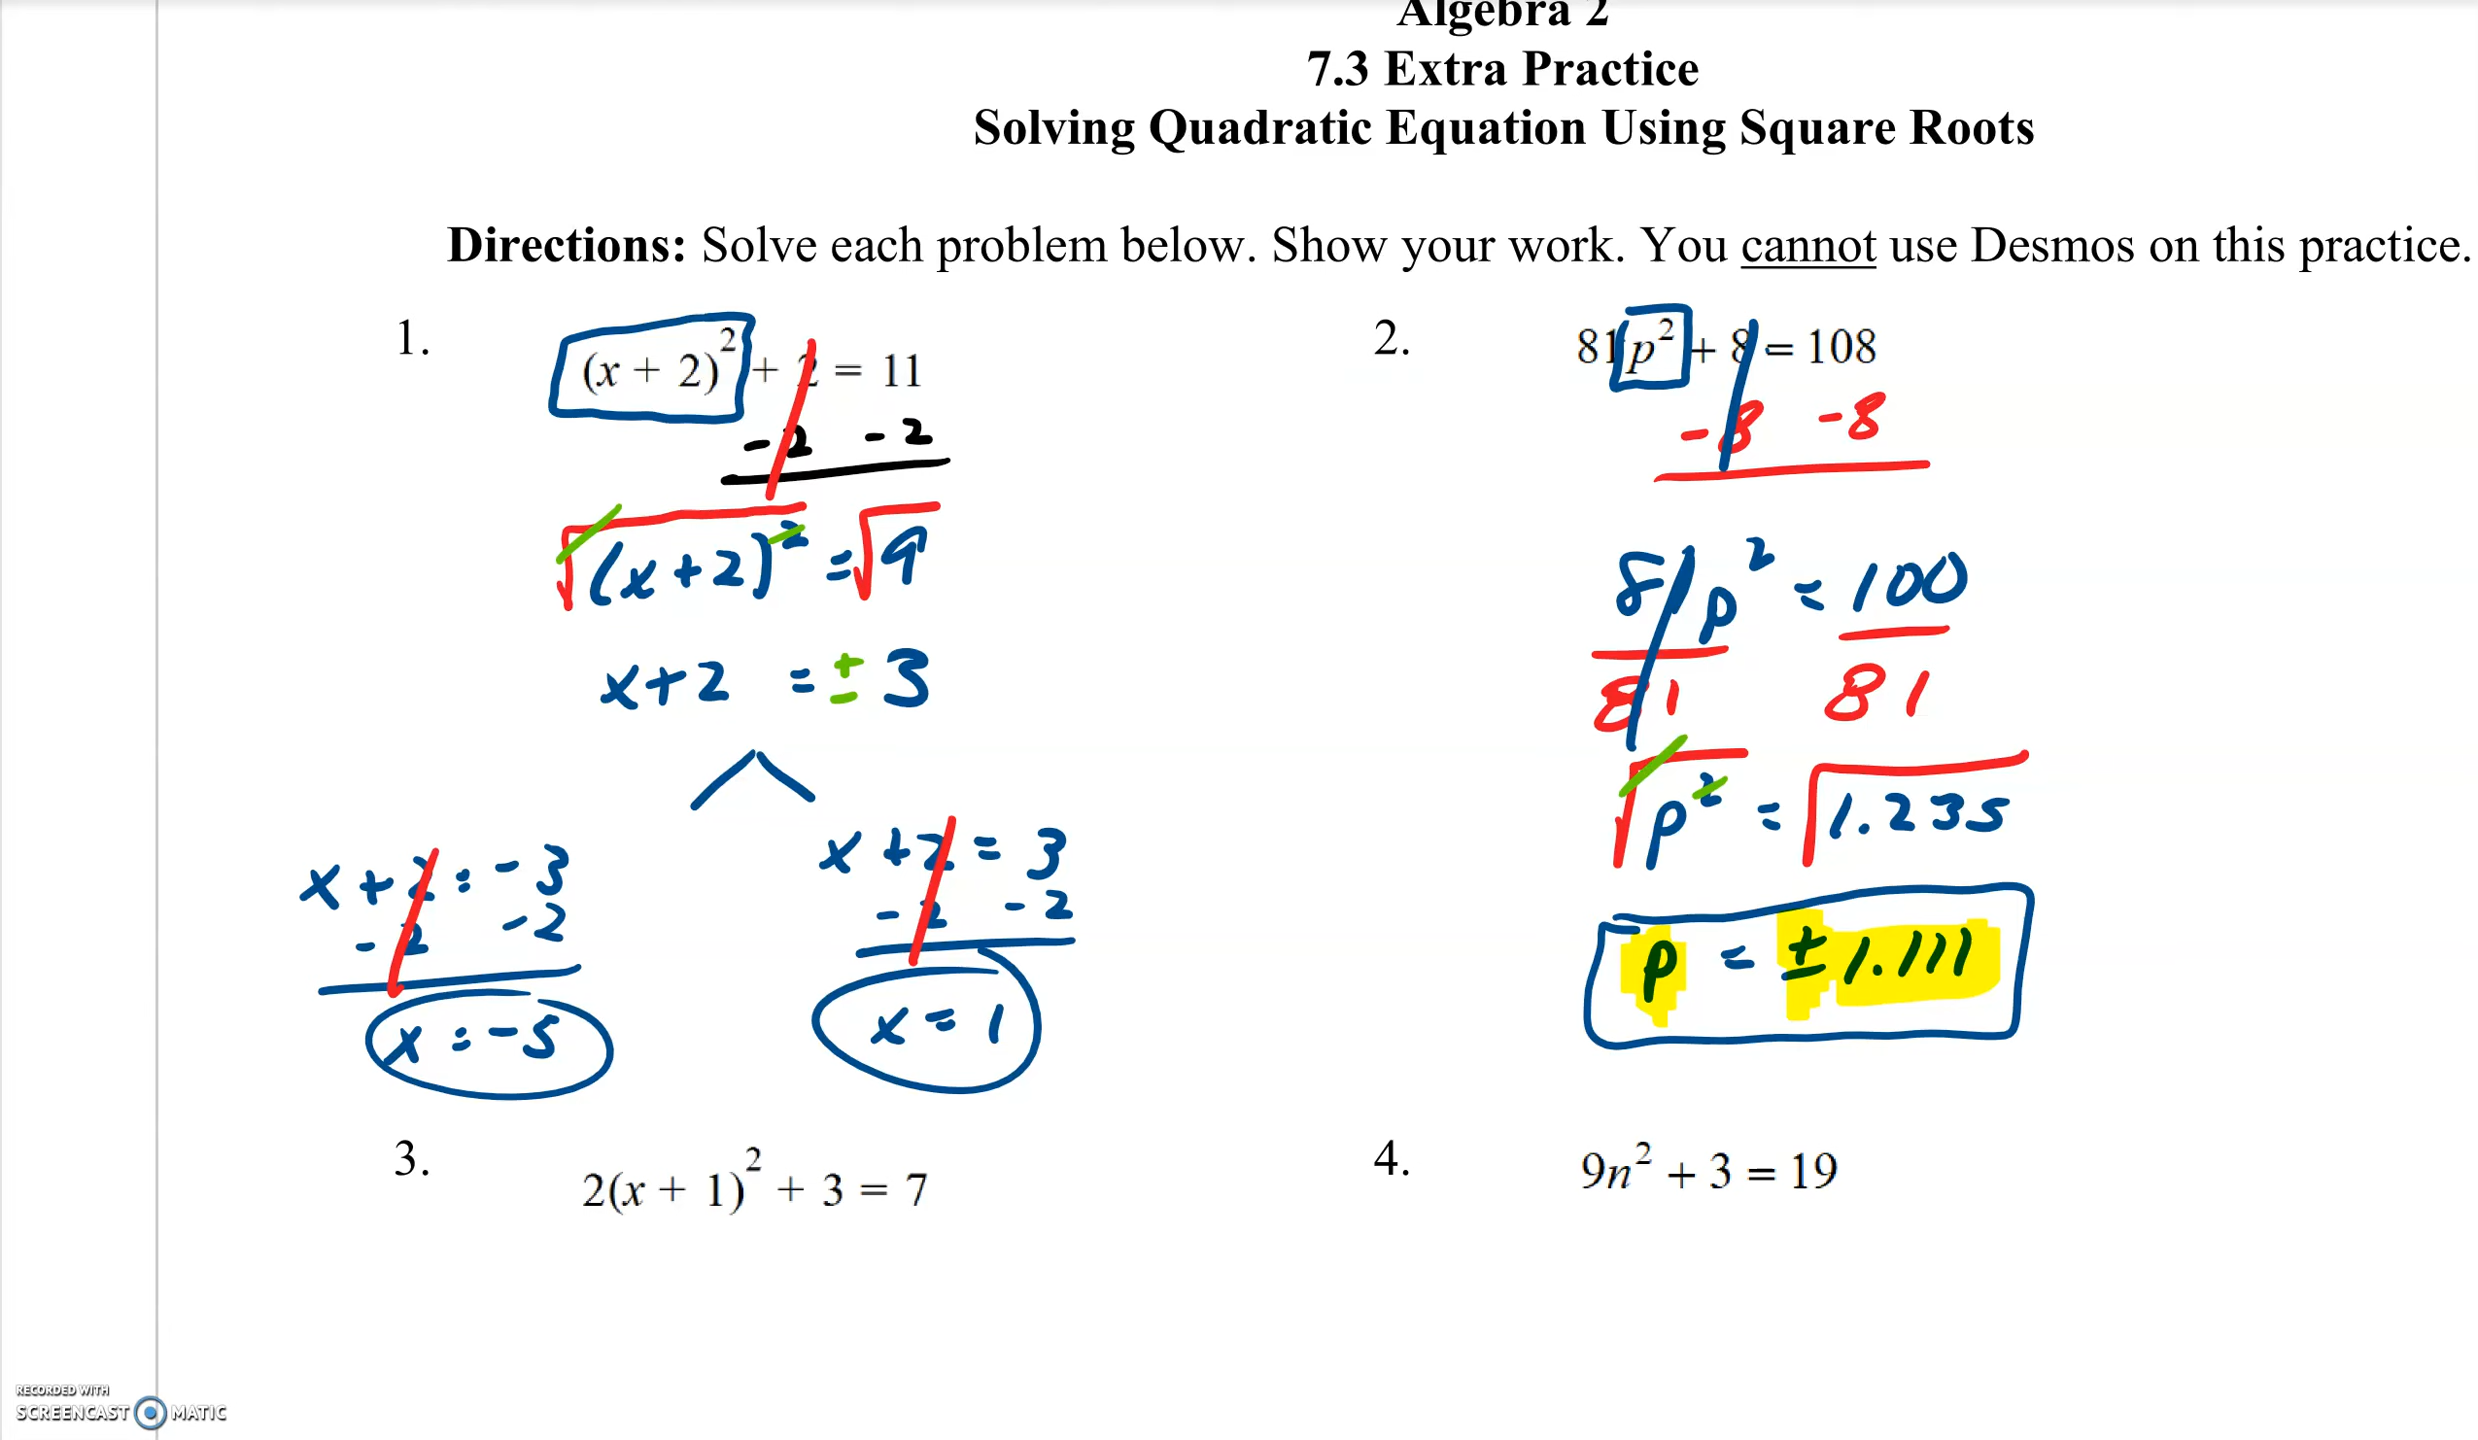 Algebra 2
7.3 Extra Practice
Solving Quadratic Equation Using Square Roots
Directions: Solve each problem below. Show your work. You cannot use Desmos on this practice.
1.
(x + 2)² + 2 = 11
-2 -2
√(x+2)² = √9
x+2 = ± 3
x+2 = -3
-2 -2
x = -5
x+2 = 3
-2 -2
x = 1
2.
81p² + 8 = 108
-8 -8
81p² = 100
81 81
√p² = √1.235
p = ±1.111
3.
2(x + 1)² + 3 = 7
4.
9n² + 3 = 19
RECORDED WITH
SCREENCAST MATIC